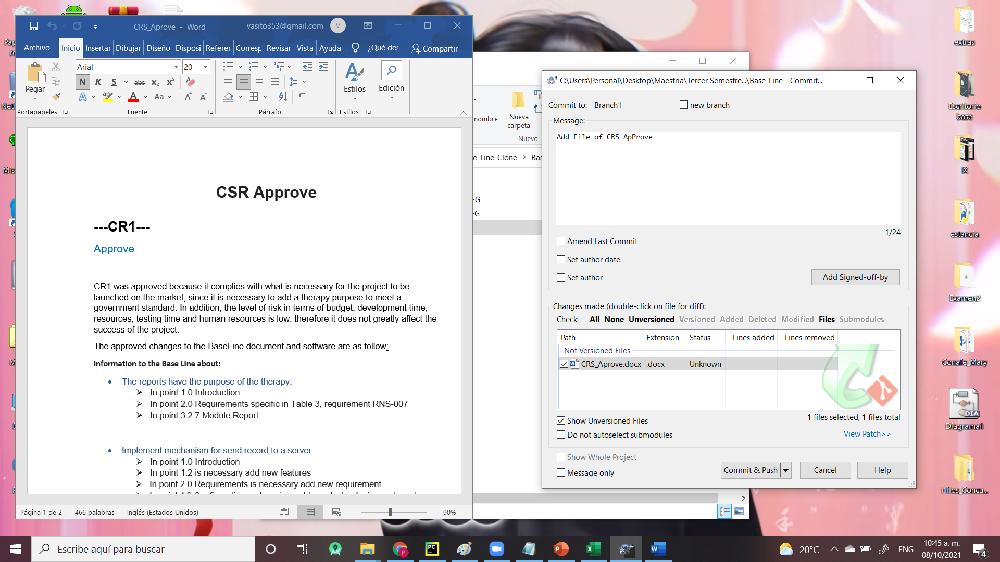 CRS_Aprove - Word
vasito353@gmail.com
V
Archivo
Inicio
Insertar
Dibujar
Diseño
Disposi
Referen
Corresp
Revisar
Vista
Ayuda
¿Qué des
Compartir
Pegar
Portapapeles
Arial
20
N K S abc x₂ x²
A Aa A A
Fuente
Párrafo
Estilos
Estilos
Edición
CSR Approve
---CR1---
Approve
CR1 was approved because it complies with what is necessary for the project to be
launched on the market, since it is necessary to add a therapy purpose to meet a
government standard. In addition, the level of risk in terms of budget, development time,
resources, testing time and human resources is low, therefore it does not greatly affect the
success of the project.
The approved changes to the BaseLine document and software are as follow:
information to the Base Line about:
The reports have the purpose of the therapy.
In point 1.0 Introduction
In point 2.0 Requirements specific in Table 3, requirement RNS-007
In point 3.2.7 Module Report
Implement mechanism for send record to a server.
In point 1.0 Introduction
In point 1.2 is necessary add new features
In point 2.0 Requirements is necessary add new requirement
Página 1 de 2
466 palabras
Inglés (Estados Unidos)
90%
nombre
Nueva
carpeta
Nuevo
e_Line_Clone > Bas
EG
EG
C:\Users\Personal\Desktop\Maestria\Tercer Semestre...\Base_Line - Commit...
Commit to: Branch1
new branch
Message:
Add File of CRS_ApProve
1/24
Amend Last Commit
Set author date
Set author
Add Signed-off-by
Changes made (double-click on file for diff):
Check: All None Unversioned Versioned Added Deleted Modified Files Submodules
Path Extension Status Lines added Lines removed
Not Versioned Files
CRS_Aprove.docx .docx Unknown
Show Unversioned Files
1 files selected, 1 files total
Do not autoselect submodules
View Patch>>
Show Whole Project
Message only
Commit & Push
Cancel
Help
extras
Escritorio
base
IX
estancia
Examen2
Conafe_Mary
DIA
Diagrama1
Hilos_Concu...
Escribe aquí para buscar
20°C
ENG
10:45 a. m.
08/10/2021
4